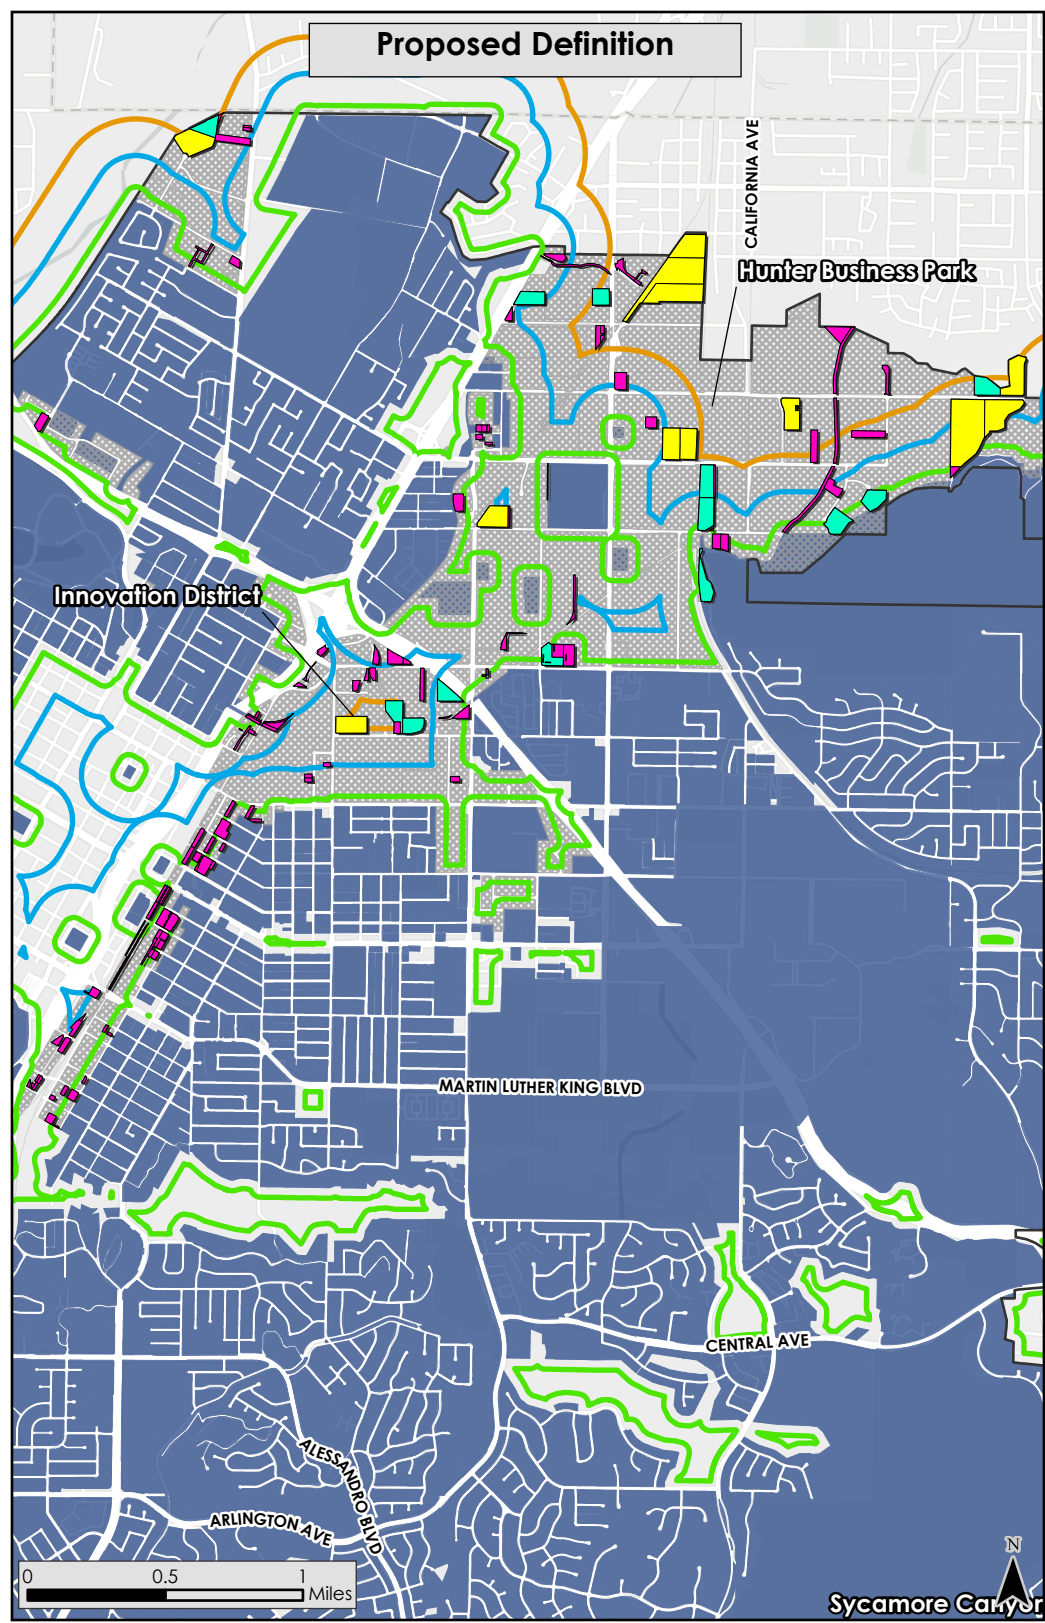 Proposed Definition
CALIFORNIA AVE
Hunter Business Park
Innovation District
MARTIN LUTHER KING BLVD
CENTRAL AVE
ALESSANDRO BLVD
ARLINGTON AVE
N
0 0.5 1
Miles
Sycamore Canyon